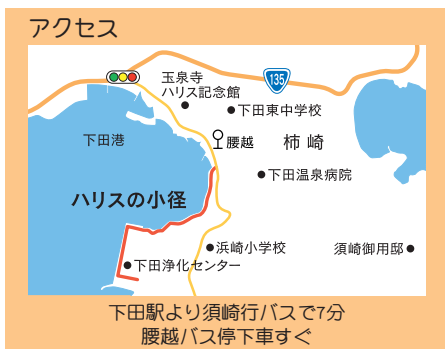 アクセス
玉泉寺
ハリス記念館
135
下田東中学校
下田港
腰越
柿崎
下田温泉病院
ハリスの小径
浜崎小学校
須崎御用邸
下田浄化センター
下田駅より須崎行バスで7分
腰越バス停下車すぐ